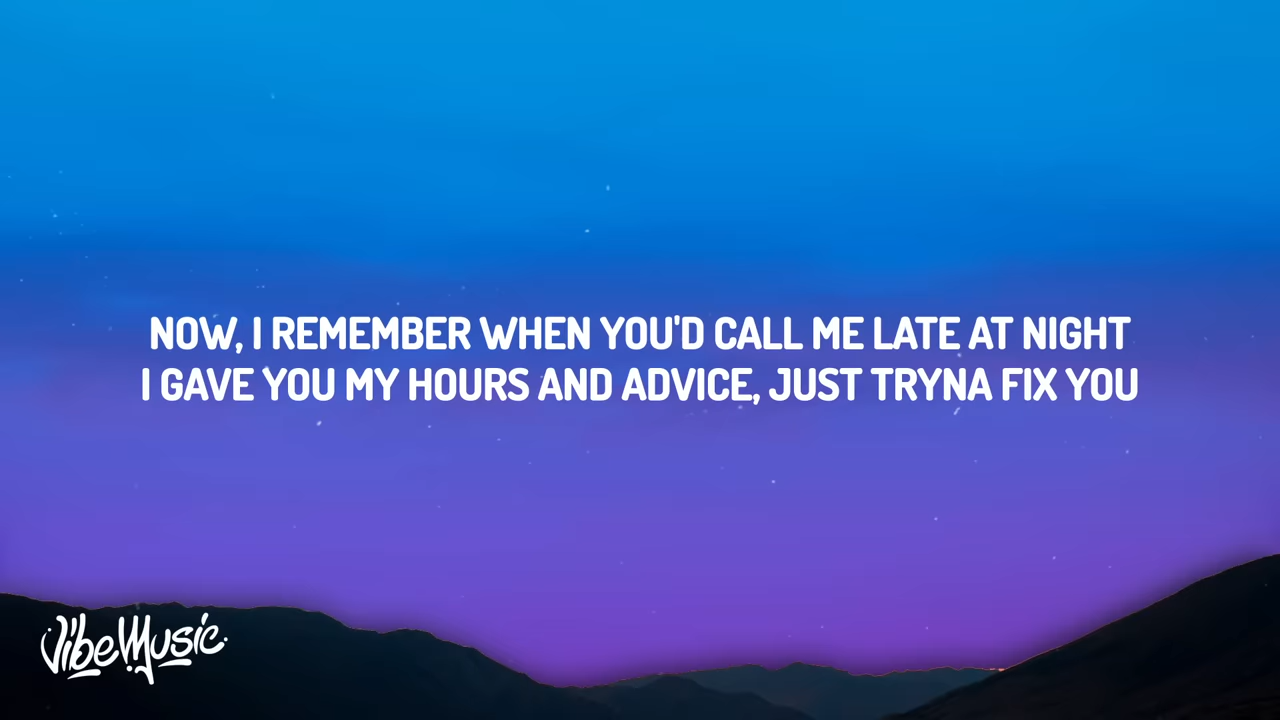 NOW, I REMEMBER WHEN YOU'D CALL ME LATE AT NIGHT
I GAVE YOU MY HOURS AND ADVICE, JUST TRYNA FIX YOU
VibeMusic